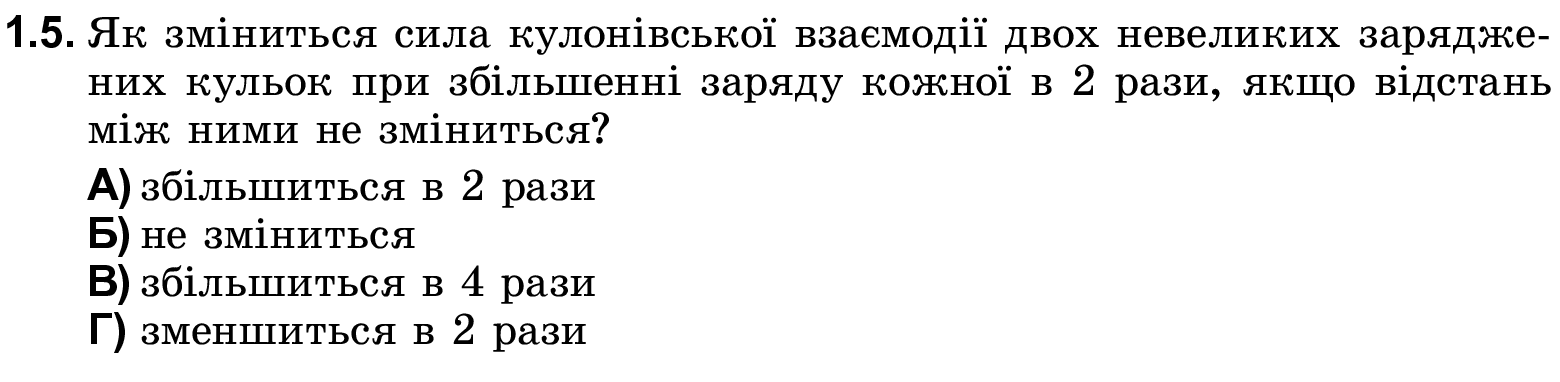 1.5. Як зміниться сила кулонівської взаємодії двох невеликих зарядже-
них кульок при збільшенні заряду кожної в 2 рази, якщо відстань
між ними не зміниться?
А) збільшиться в 2 рази
Б) не зміниться
В) збільшиться в 4 рази
Г) зменшиться в 2 рази